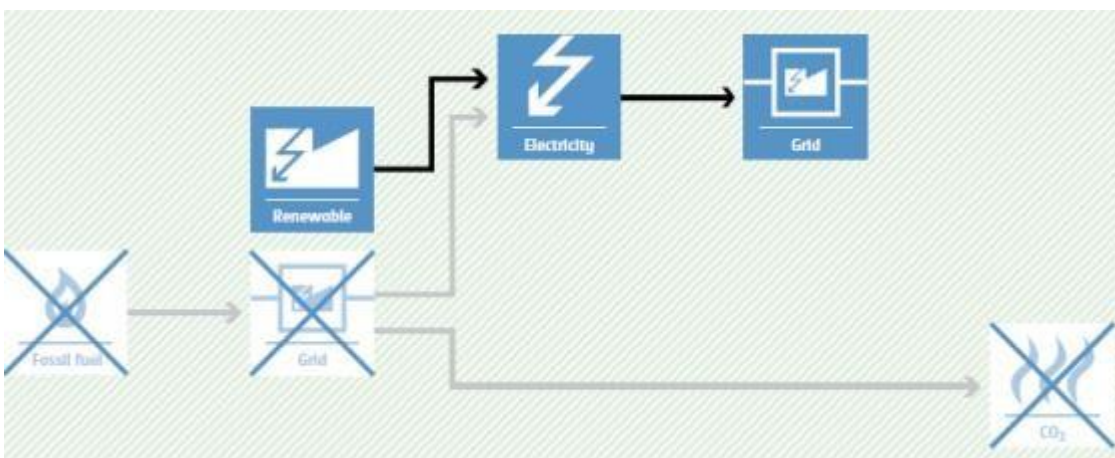 Electricity
Grid
Renewable
Fossil fuel
Grid
CO₂